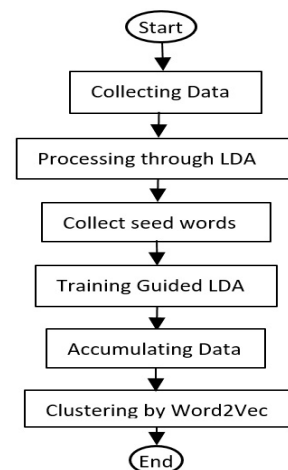 Start
Collecting Data
Processing through LDA
Collect seed words
Training Guided LDA
Accumulating Data
Clustering by Word2Vec
End